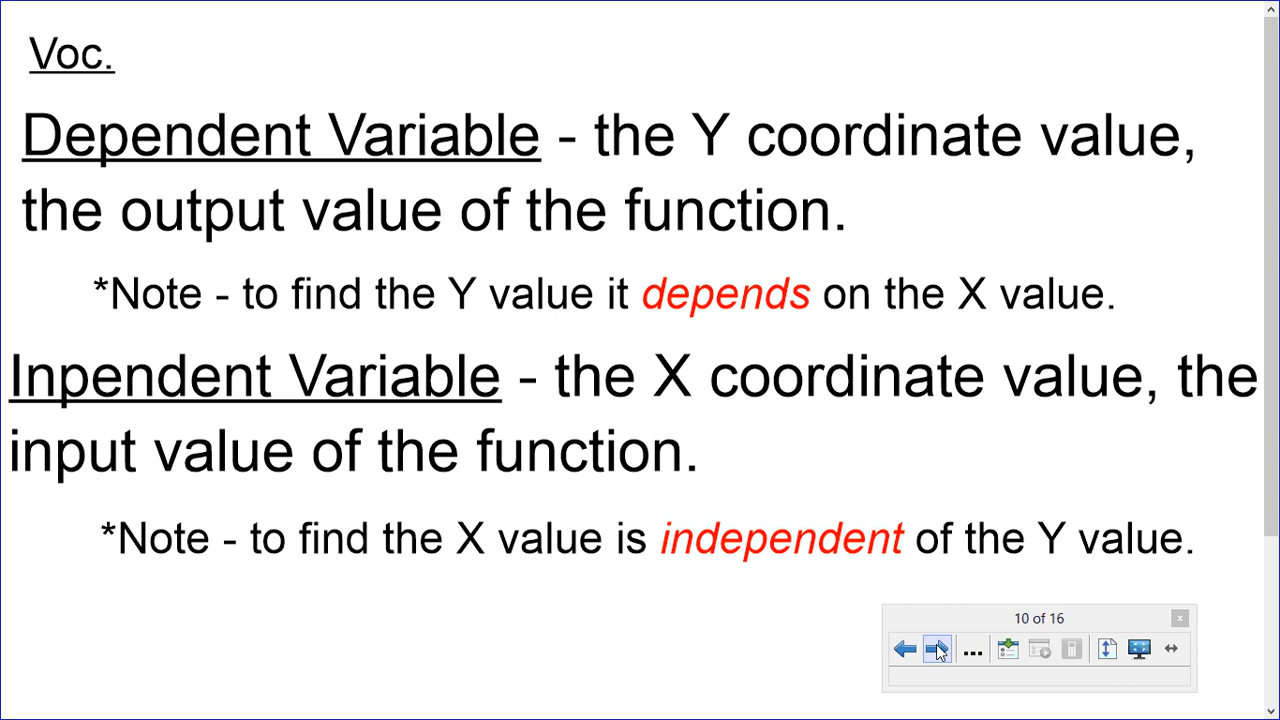 Voc.
Dependent Variable - the Y coordinate value,
the output value of the function.
*Note - to find the Y value it depends on the X value.
Inpendent Variable - the X coordinate value, the
input value of the function.
*Note - to find the X value is independent of the Y value.
10 of 16